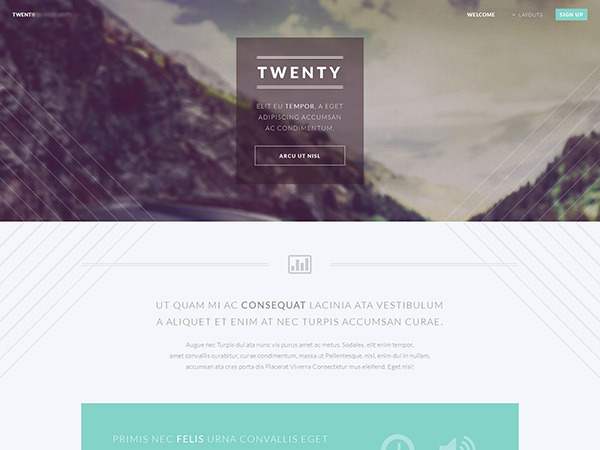 TWENTY
WELCOME
LAYOUTS
SIGN UP
TWENTY
ELIT EU TEMPOR, A EGET
ADIPISCING ACCUMSAN
AC CONDIMENTUM.
ARCU UT NISL
UT QUAM MI AC CONSEQUAT LACINIA ATA VESTIBULUM
A ALIQUET ET ENIM AT NEC TURPIS ACCUMSAN CURAE.
Augue nec Turpis dui ata nunc vis purus amet ac metus. Sodales, elit enim tempor,
amet convallis curabitur, curae condimentum, massa ut Pellentesque, nisl, enim dui in nullam,
accumsan ata cras porta dis Placerat Viverra Consectetur mus eleifend. Eget nisi!
PRIMIS NEC FELIS URNA CONVALLIS EGET